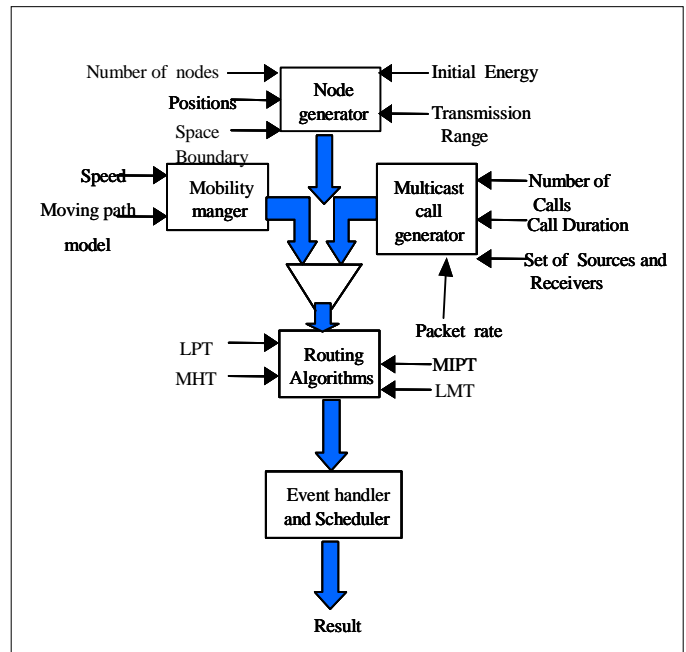 Number of nodes
Positions
Space
Boundary
Node
generator
Initial Energy
Transmission
Range
Speed
Moving path
model
Mobility
manger
Multicast
call
generator
Number of
Calls
Call Duration
Set of Sources and
Receivers
Packet rate
LPT
MHT
Routing
Algorithms
MIPT
LMT
Event handler
and Scheduler
Result